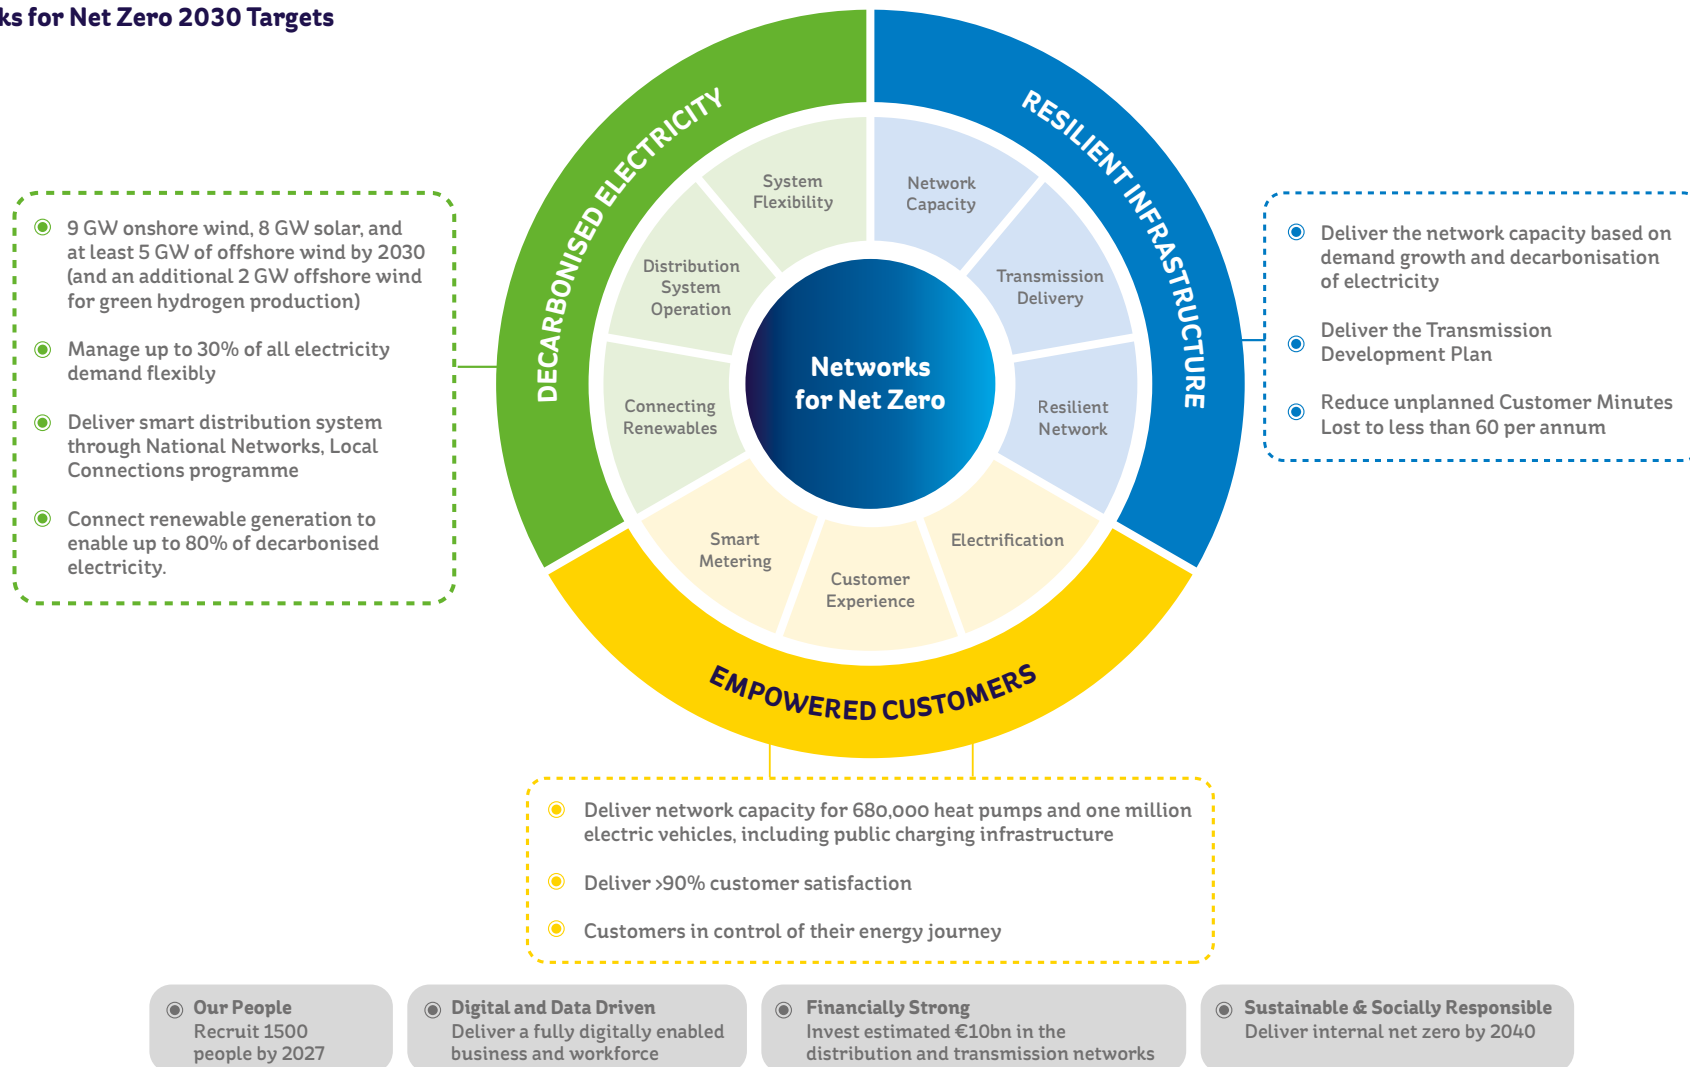 ks for Net Zero 2030 Targets
DECARBONISED ELECTRICITY
RESILIENT INFRASTRUCTURE
EMPOWERED CUSTOMERS
System
Flexibility
Distribution
System
Operation
Connecting
Renewables
Network
Capacity
Transmission
Delivery
Resilient
Network
Smart
Metering
Customer
Experience
Electrification
Networks
for Net Zero
9 GW onshore wind, 8 GW solar, and
at least 5 GW of offshore wind by 2030
(and an additional 2 GW offshore wind
for green hydrogen production)
Manage up to 30% of all electricity
demand flexibly
Deliver smart distribution system
through National Networks, Local
Connections programme
Connect renewable generation to
enable up to 80% of decarbonised
electricity.
Deliver the network capacity based on
demand growth and decarbonisation
of electricity
Deliver the Transmission
Development Plan
Reduce unplanned Customer Minutes
Lost to less than 60 per annum
Deliver network capacity for 680,000 heat pumps and one million
electric vehicles, including public charging infrastructure
Deliver >90% customer satisfaction
Customers in control of their energy journey
Our People
Recruit 1500
people by 2027
Digital and Data Driven
Deliver a fully digitally enabled
business and workforce
Financially Strong
Invest estimated €10bn in the
distribution and transmission networks
Sustainable & Socially Responsible
Deliver internal net zero by 2040